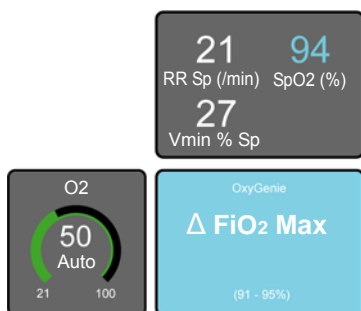 21 94
RR Sp (/min) SpO2 (%)
27
Vmin % Sp
O2
50
Auto
21 100
OxyGenie
Δ FiO₂ Max
(91 - 95%)